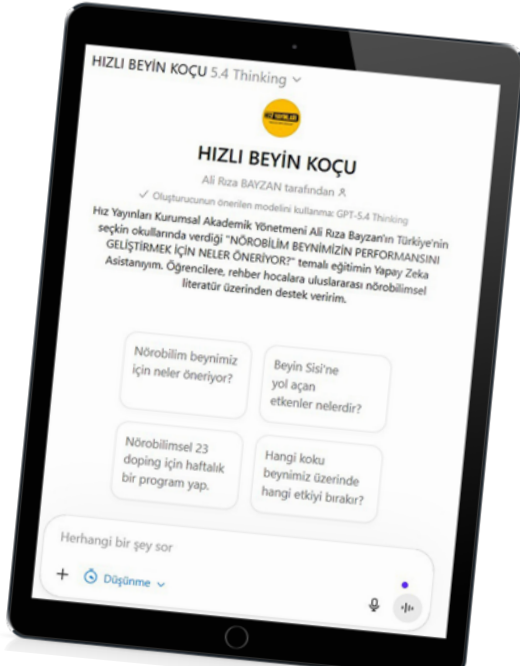 HIZLI BEYİN KOÇU 5.4 Thinking
HIZ YAYINLARI
HIZLI BEYİN KOÇU
Ali Rıza BAYZAN tarafından
Oluşturucunun önerilen modelini kullanma: GPT-5.4 Thinking
Hız Yayınları Kurumsal Akademik Yönetmeni Ali Rıza Bayzan'ın Türkiye'nin
seçkin okullarında verdiği "NÖROBİLİM BEYNİMİZİN PERFORMANSINI
GELİŞTİRMEK İÇİN NELER ÖNERİYOR?" temalı eğitimin Yapay Zeka
Asistanıyım. Öğrencilere, rehber hocalara uluslararası nörobilimsel
literatür üzerinden destek veririm.
Nörobilim beynimiz
için neler öneriyor?
Beyin Sisi'ne
yol açan
etkenler nelerdir?
Nörobilimsel 23
doping için haftalık
bir program yap.
Hangi koku
beynimiz üzerinde
hangi etkiyi bırakır?
Herhangi bir şey sor
Düşünme